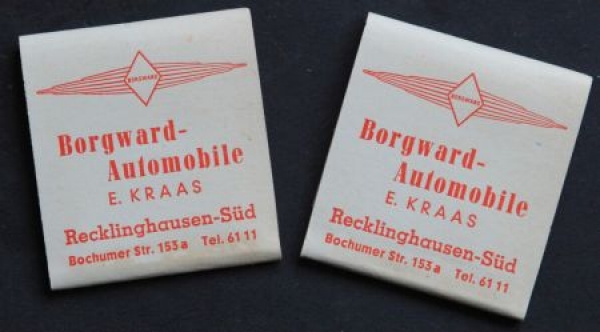 BORGWARD
Borgward-
Automobile
E. KRAAS
Recklinghausen-Süd
Bochumer Str. 153a Tel. 61 11
BORGWARD
Borgward-
Automobile
E. KRAAS
Recklinghausen-Süd
Bochumer Str. 153a Tel. 61 11